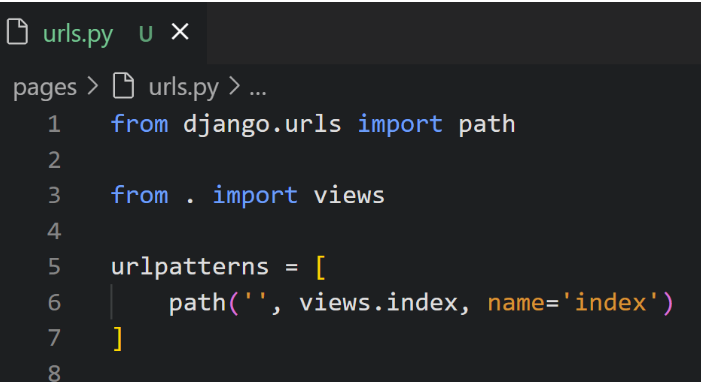 urls.py U ×
pages > urls.py > ...
1 from django.urls import path
2
3 from . import views
4
5 urlpatterns = [
6     path('', views.index, name='index')
7 ]
8